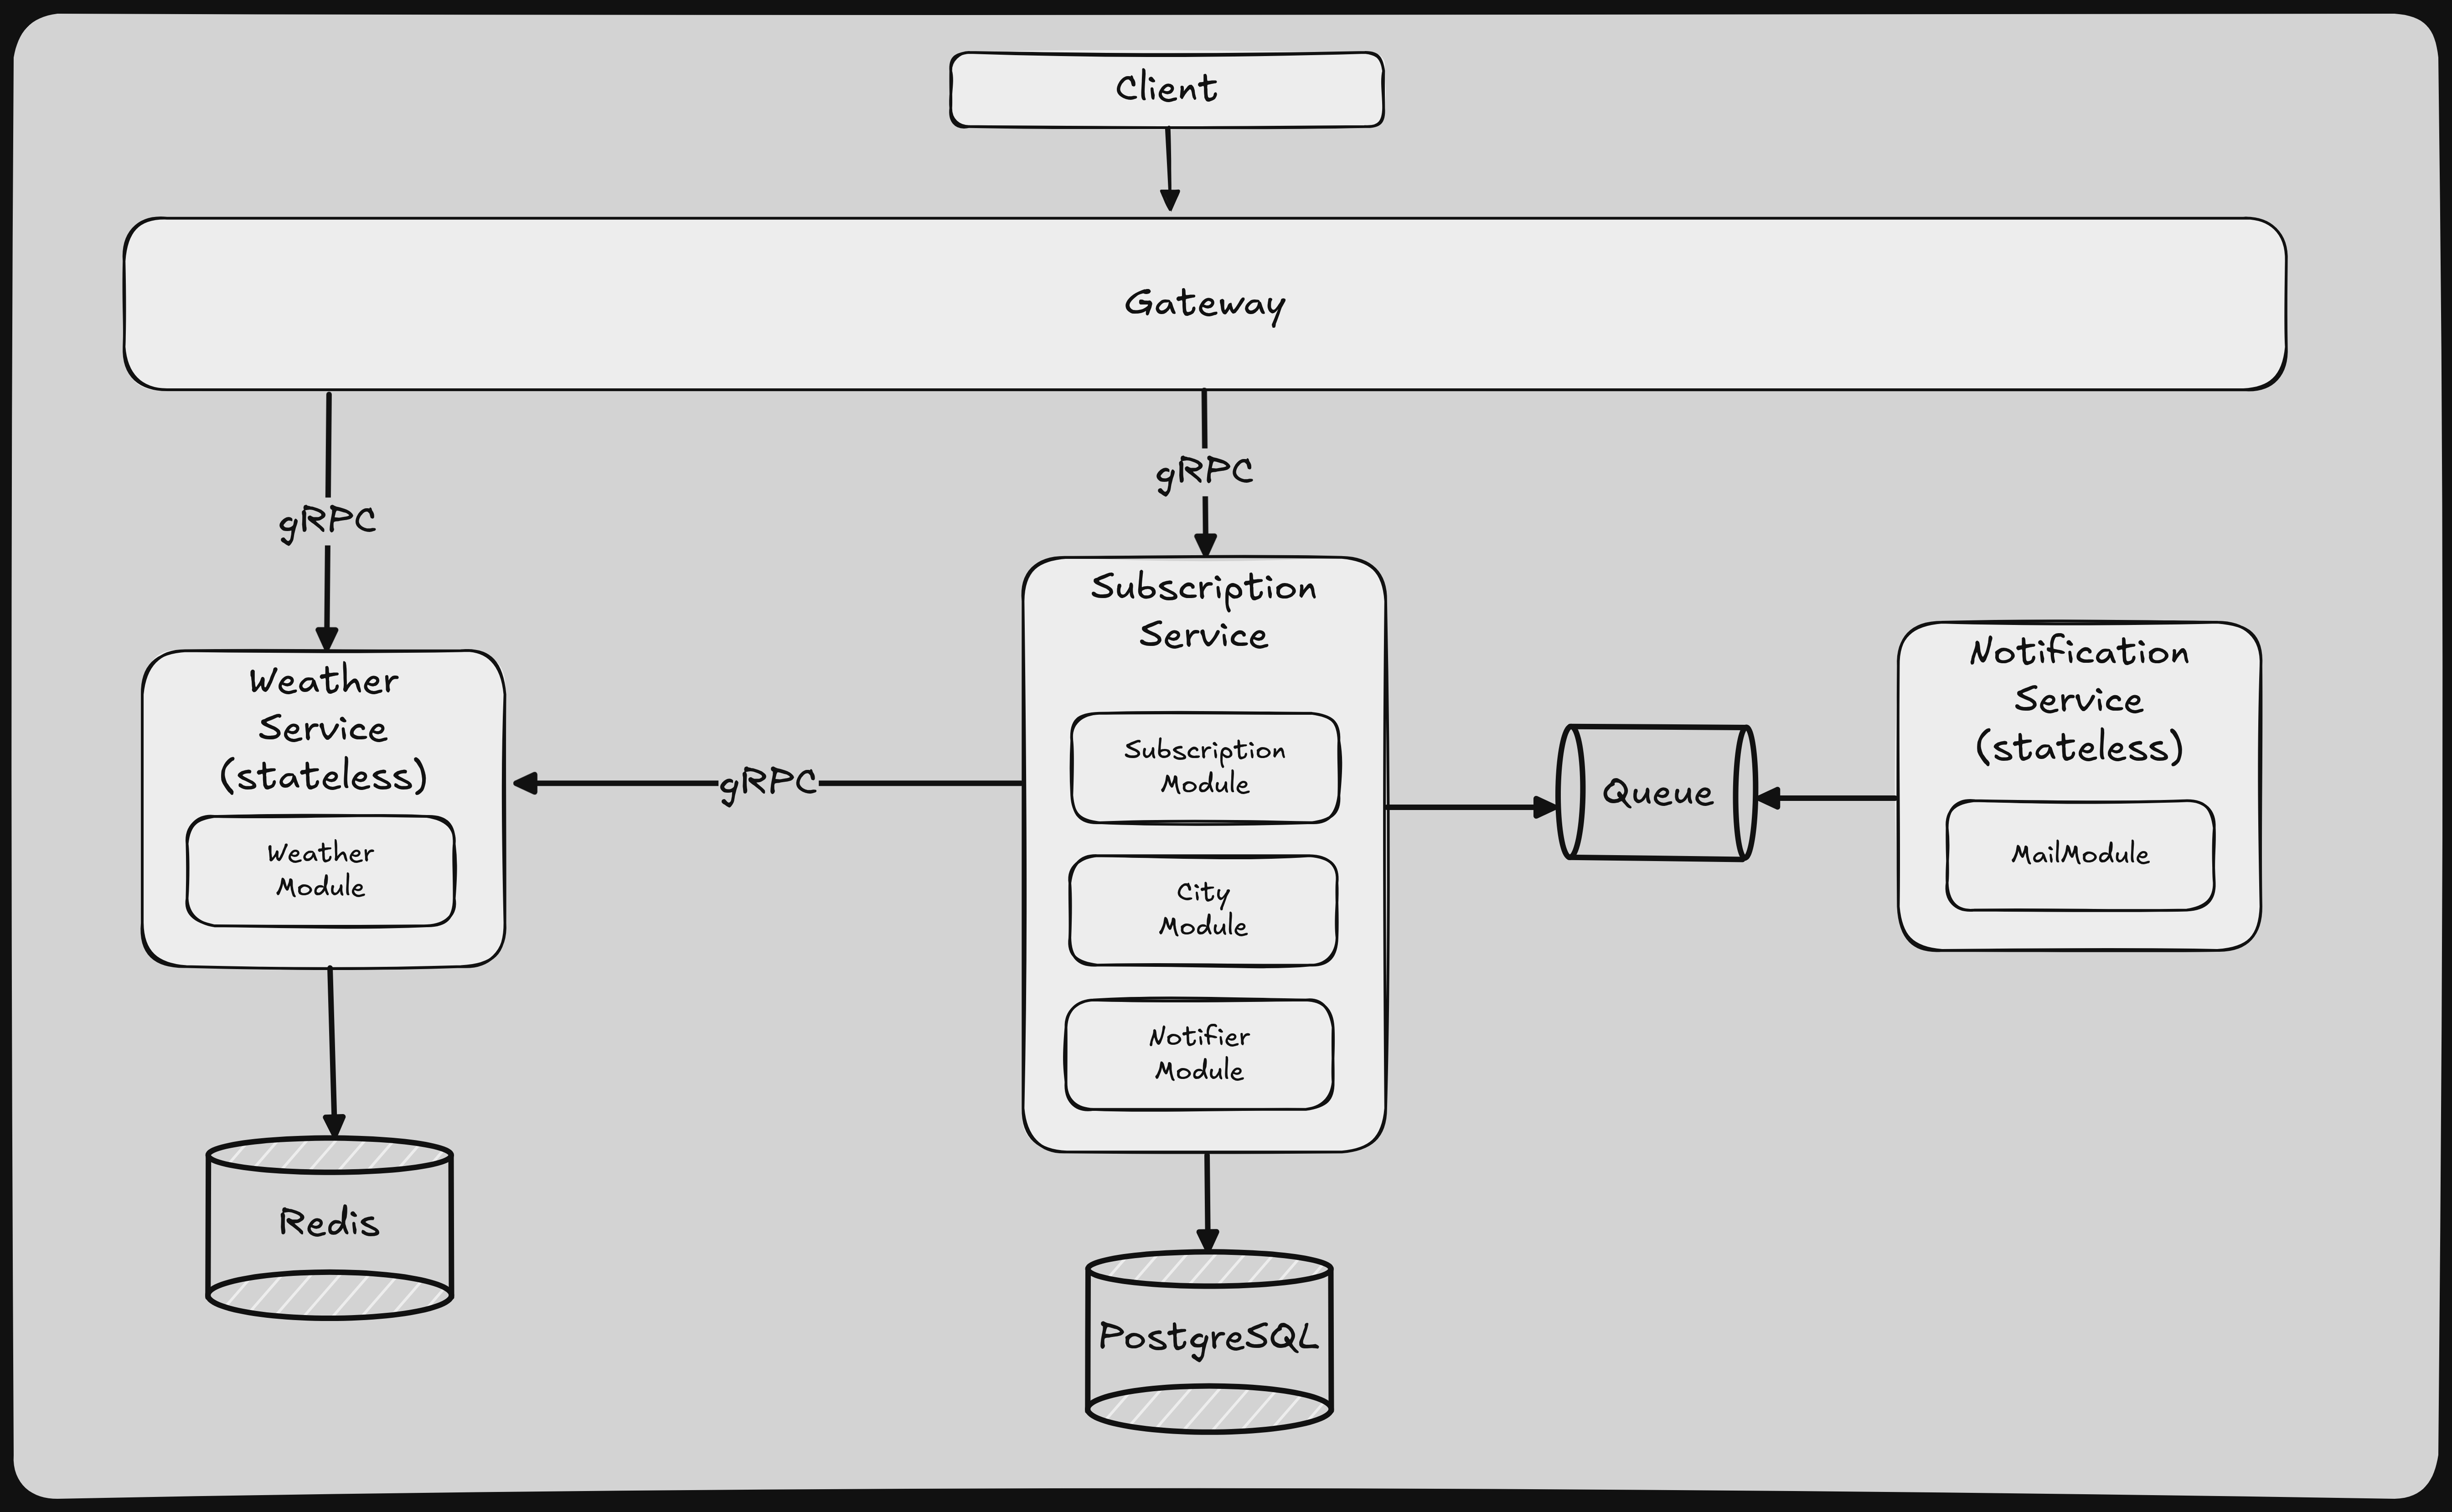 Client
Gateway
gRPC
gRPC
Weather
Service
(stateless)
Weather
Module
gRPC
Subscription
Service
Subscription
Module
City
Module
Notifier
Module
Queue
Notification
Service
(stateless)
MailModule
Redis
PostgreSQL